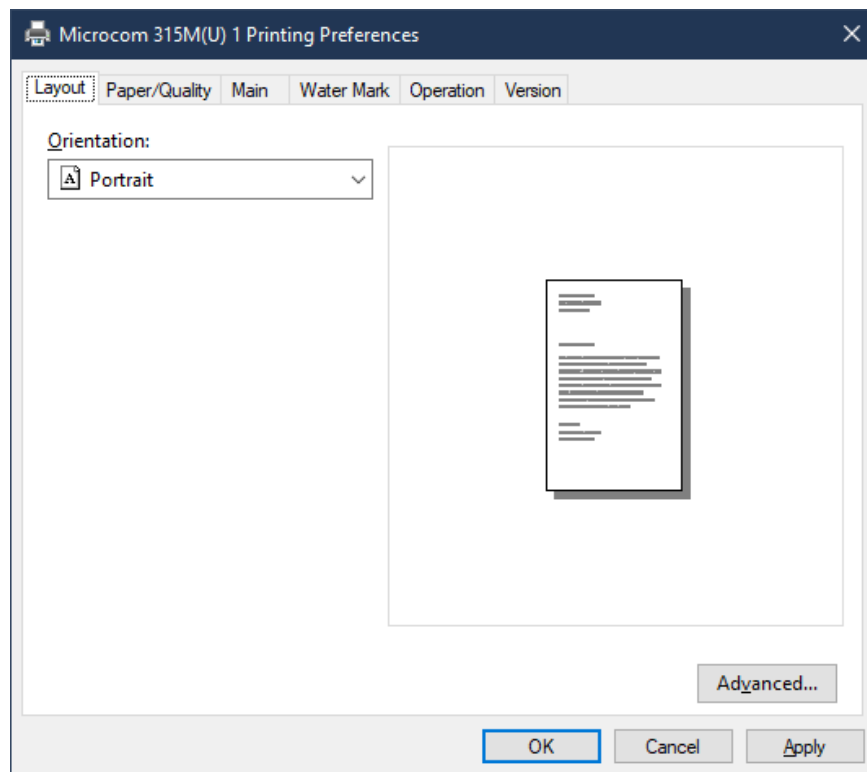 Microcom 315M(U) 1 Printing Preferences
Layout Paper/Quality Main Water Mark Operation Version
Orientation:
A Portrait
Advanced...
OK Cancel Apply